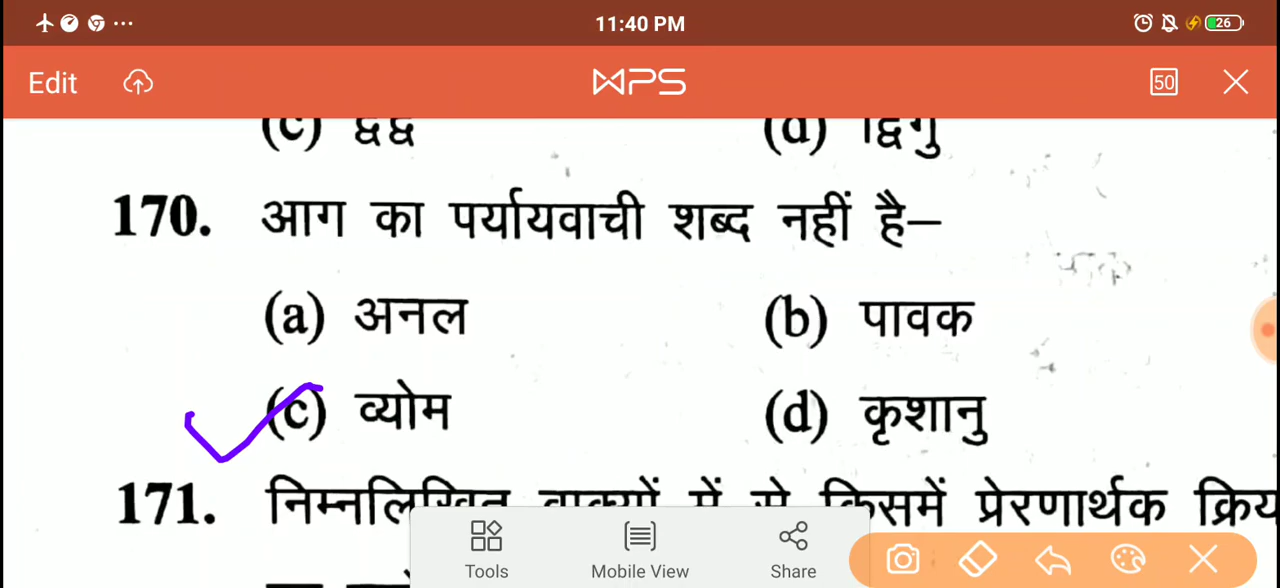 11:40 PM 26
Edit WPS 50
(c) द्वंद्व (d) द्विगु
170. आग का पर्यायवाची शब्द नहीं है–
(a) अनल (b) पावक
(c) व्योम (d) कृशानु
171. निम्नलिखित वाक्यों में से किसमें प्रेरणार्थक क्रिय
Tools Mobile View Share